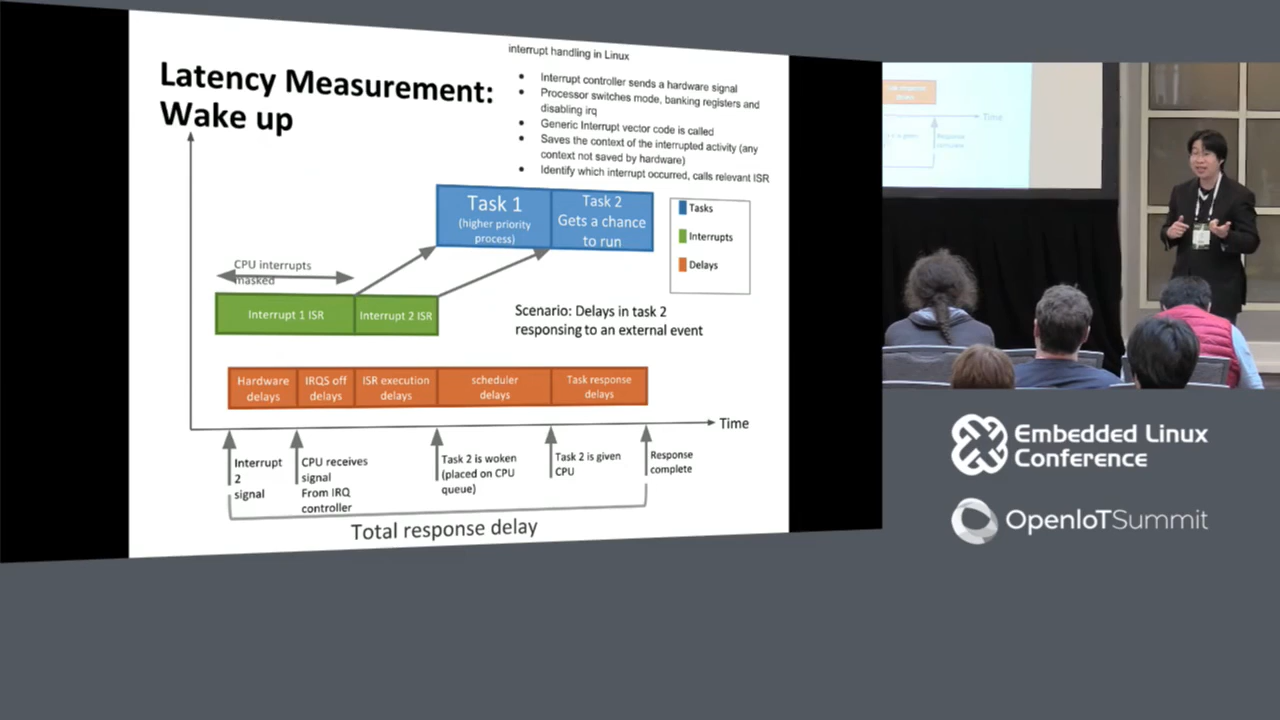 Latency Measurement:
Wake up
interrupt handling in Linux
• Interrupt controller sends a hardware signal
• Processor switches mode, banking registers and
disabling irq
• Generic Interrupt vector code is called
• Saves the context of the interrupted activity (any
context not saved by hardware)
• Identify which interrupt occurred, calls relevant ISR
Task 1
(higher priority
process)
Task 2
Gets a chance
to run
Tasks
Interrupts
Delays
CPU interrupts
masked
Interrupt 1 ISR
Interrupt 2 ISR
Scenario: Delays in task 2
responsing to an external event
Hardware
delays
IRQS off
delays
ISR execution
delays
scheduler
delays
Task response
delays
Time
Interrupt
2
signal
CPU receives
signal
From IRQ
controller
Task 2 is woken
(placed on CPU
queue)
Task 2 is given
CPU
Response
complete
Total response delay
Time
Response
complete
Embedded Linux
Conference
OpenIoTSummit